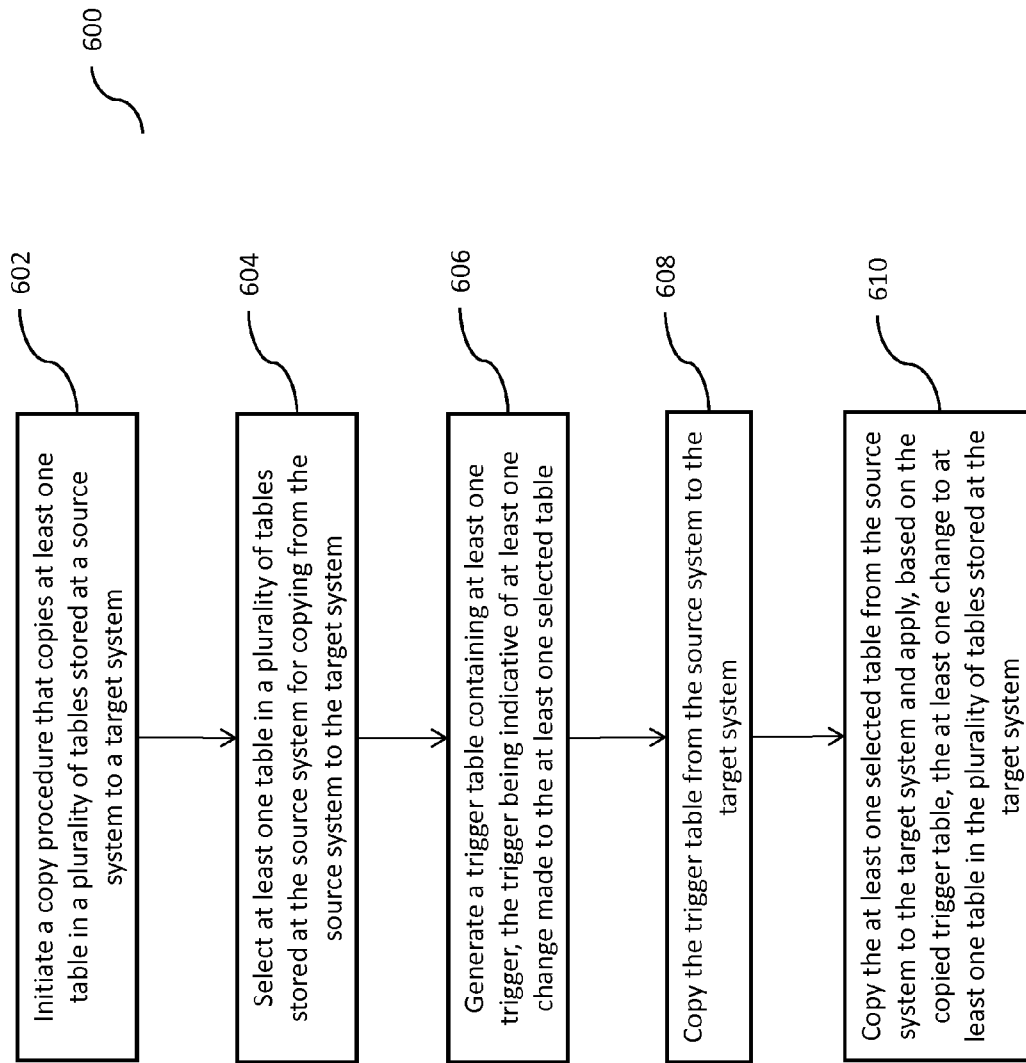 600
602
Initiate a copy procedure that copies at least one
table in a plurality of tables stored at a source
system to a target system
604
Select at least one table in a plurality of tables
stored at the source system for copying from the
source system to the target system
606
Generate a trigger table containing at least one
trigger, the trigger being indicative of at least one
change made to the at least one selected table
608
Copy the trigger table from the source system to the
target system
610
Copy the at least one selected table from the source
system to the target system and apply, based on the
copied trigger table, the at least one change to at
least one table in the plurality of tables stored at the
target system